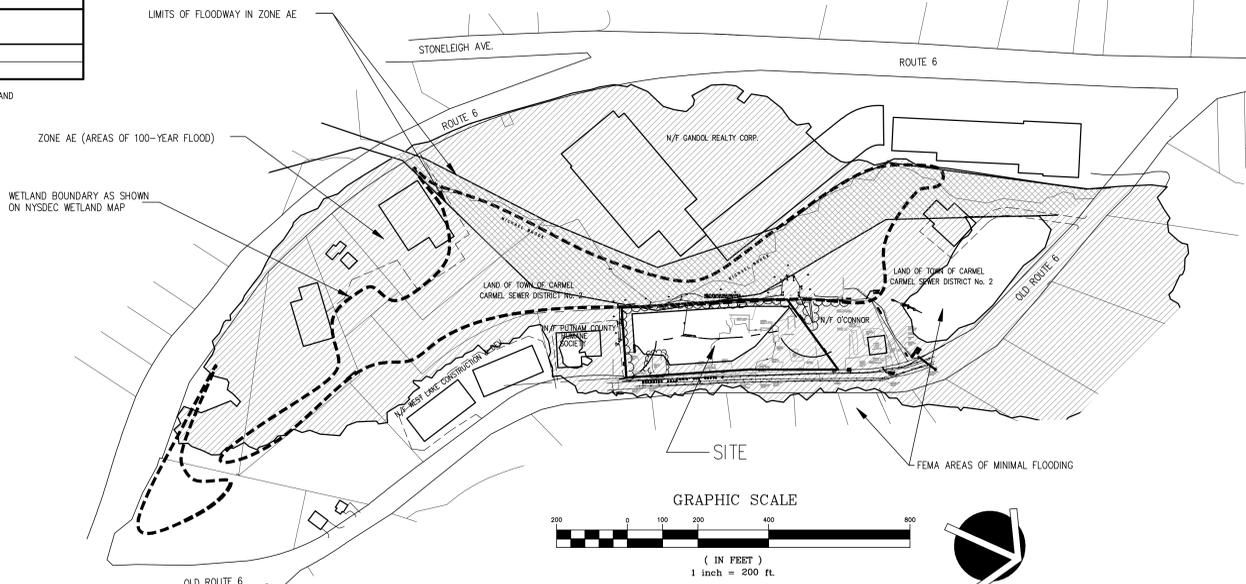 LIMITS OF FLOODWAY IN ZONE AE
STONELEIGH AVE.
ROUTE 6
AND
ROUTE 6
ZONE AE (AREAS OF 100-YEAR FLOOD)
N/F GANDOL REALTY CORP.
WETLAND BOUNDARY AS SHOWN
ON NYSDEC WETLAND MAP
MICHAEL BROOK
MICHAEL BROOK
LAND OF TOWN OF CARMEL
CARMEL SEWER DISTRICT No. 2
LAND OF TOWN OF CARMEL
CARMEL SEWER DISTRICT No. 2
OLD ROUTE 6
N/F PUTNAM COUNTY
HUMANE
SOCIETY
N/F O'CONNOR
N/F WEST LAKE CONSTRUCTION
SITE
FEMA AREAS OF MINIMAL FLOODING
GRAPHIC SCALE
200 0 100 200 400 800
( IN FEET )
1 inch = 200 ft.
OLD ROUTE 6